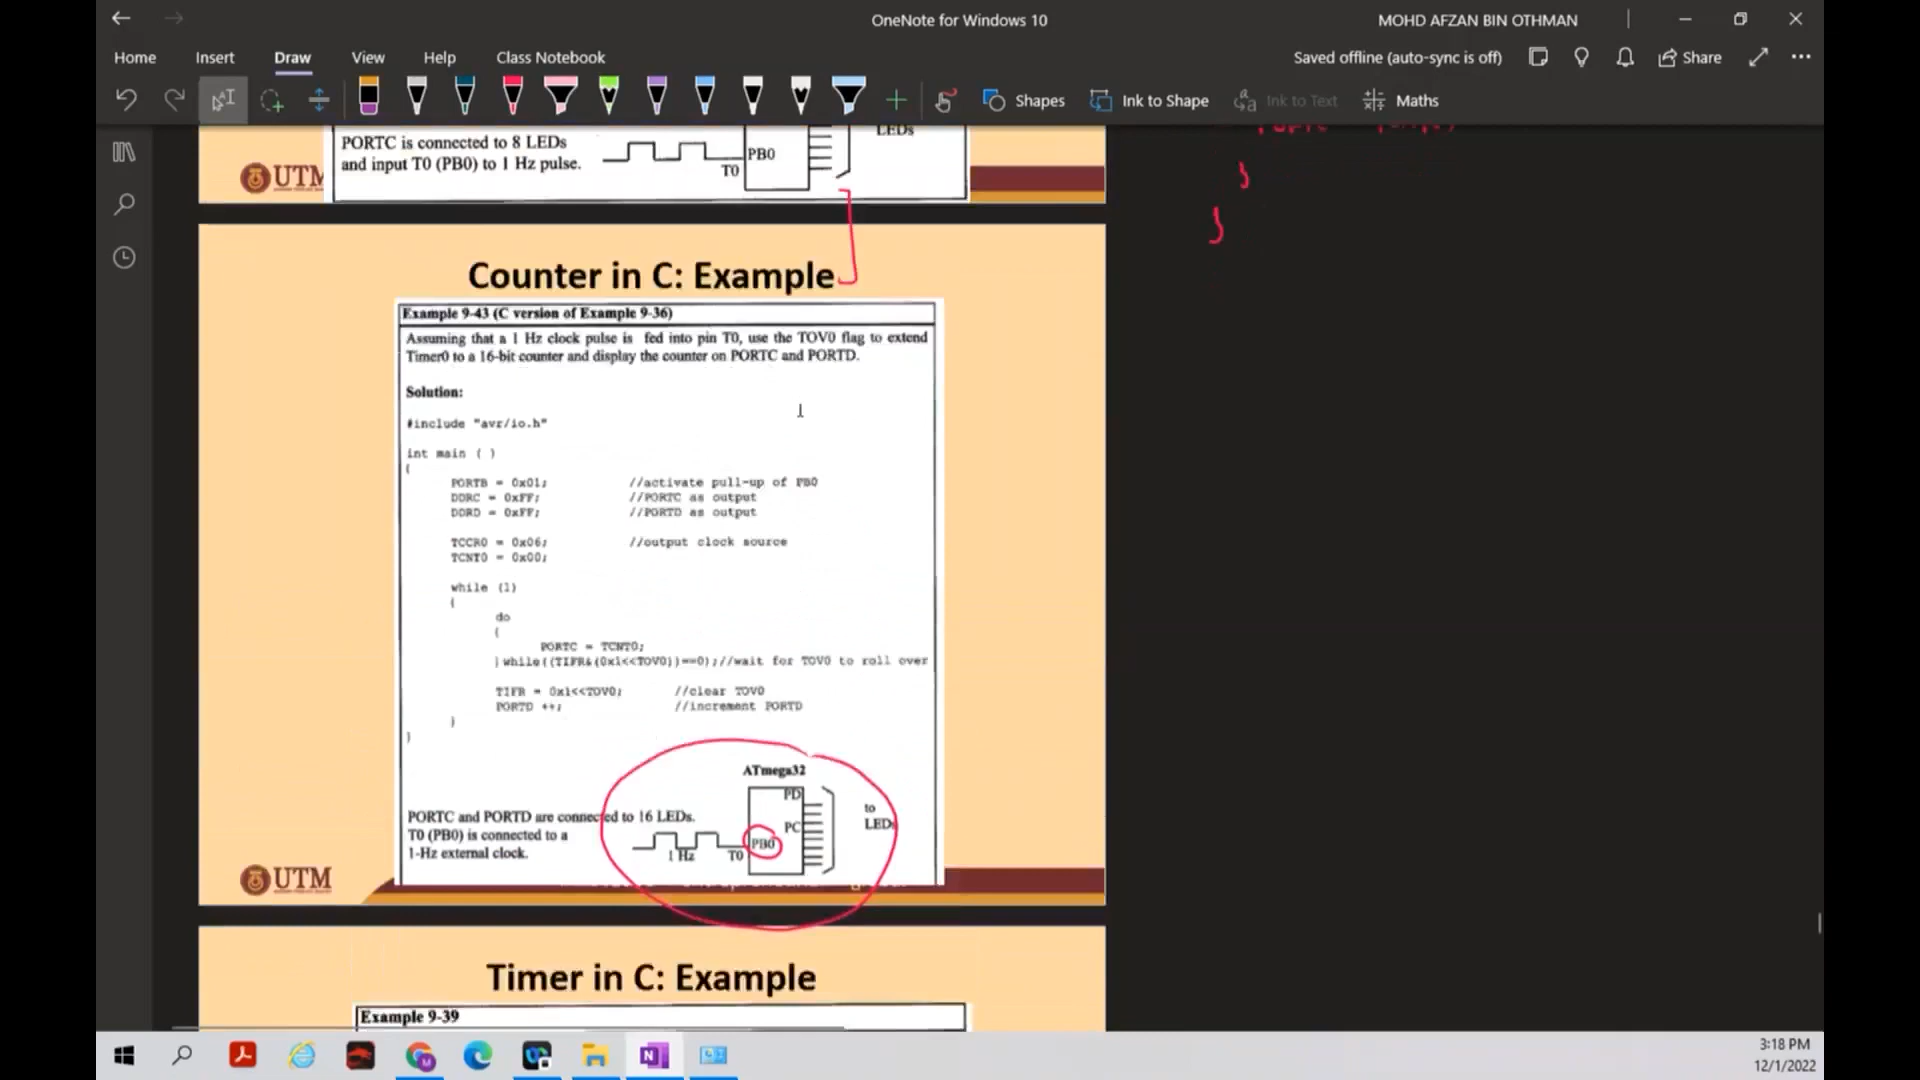 OneNote for Windows 10
MOHD AFZAN BIN OTHMAN
Home
Insert
Draw
View
Help
Class Notebook
Saved offline (auto-sync is off)
Share
Shapes
Ink to Shape
Ink to Text
Maths
PORTC is connected to 8 LEDs
and input T0 (PB0) to 1 Hz pulse.
T0
PB0
LEDs
UTM
}
}
Counter in C: Example
Example 9-43 (C version of Example 9-36)
Assuming that a 1 Hz clock pulse is fed into pin T0, use the TOV0 flag to extend
Timer0 to a 16-bit counter and display the counter on PORTC and PORTD.
Solution:
#include "avr/io.h"
int main ( )
{
PORTB = 0x01; //activate pull-up of PB0
DDRC = 0xFF; //PORTC as output
DDRD = 0xFF; //PORTD as output
TCCR0 = 0x06; //output clock source
TCNT0 = 0x00;
while (1)
{
do
{
PORTC = TCNT0;
}while((TIFR&(0x1<<TOV0))==0);//wait for TOV0 to roll over
TIFR = 0x1<<TOV0; //clear TOV0
PORTD ++; //increment PORTD
}
}
ATmega32
PD
PC
PB0
to
LEDs
PORTC and PORTD are connected to 16 LEDs.
T0 (PB0) is connected to a
1-Hz external clock.
1 Hz
T0
UTM
Timer in C: Example
Example 9-39
3:18 PM
12/1/2022